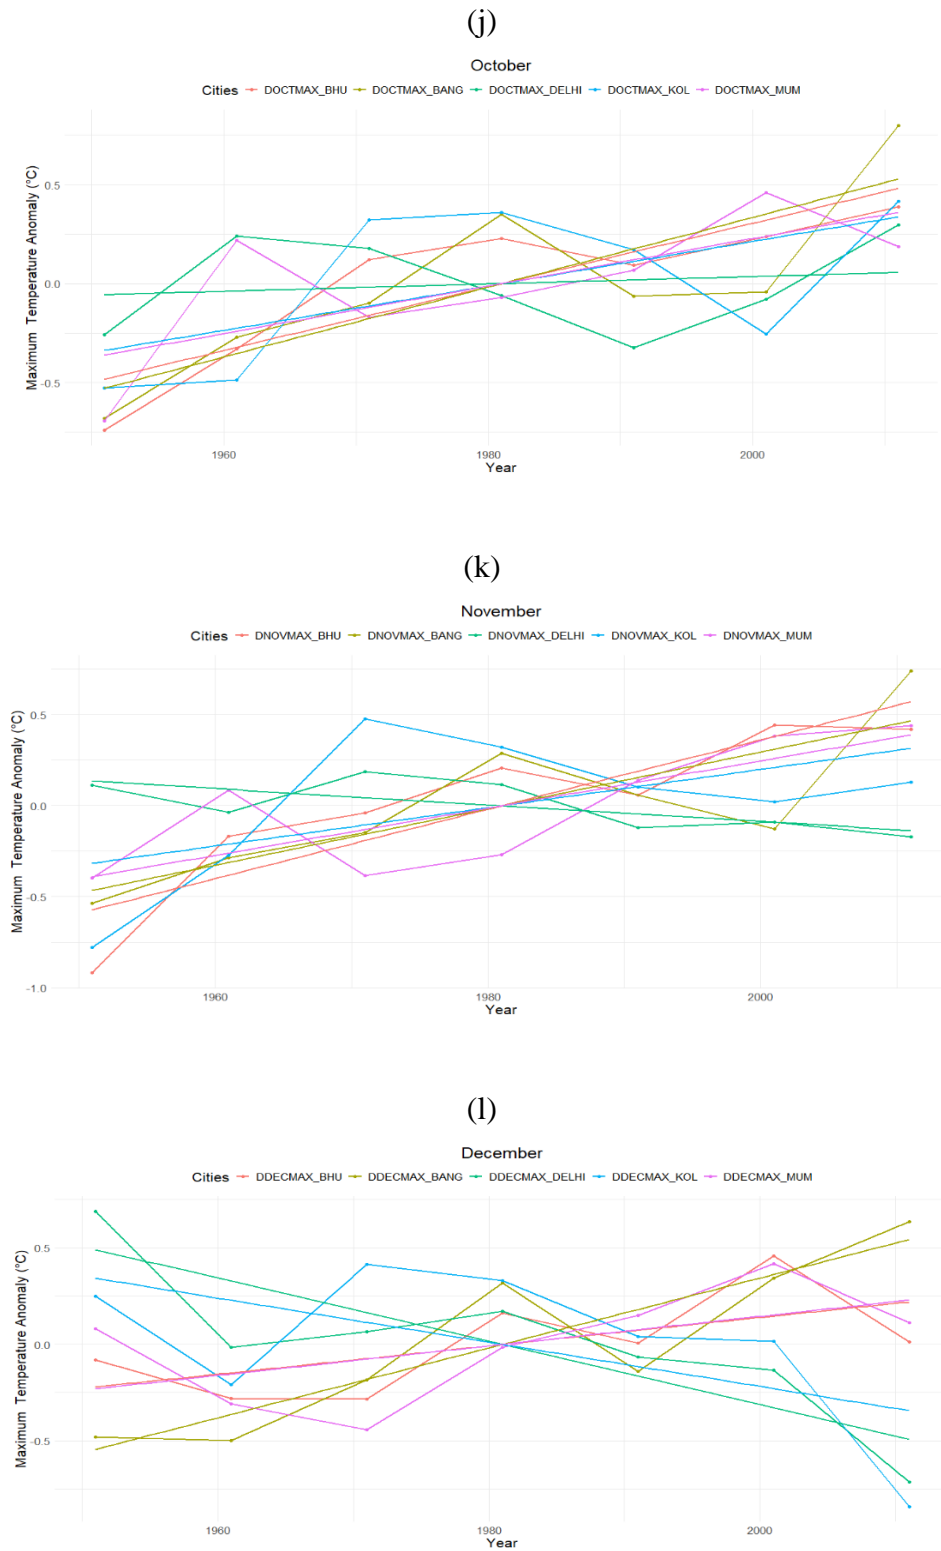 (j)
October
Cities DOCTMAX_BHU DOCTMAX_BANG DOCTMAX_DELHI DOCTMAX_KOL DOCTMAX_MUM
Maximum Temperature Anomaly (°C)
0.5
0.0
-0.5
1960 1980 2000
Year
(k)
November
Cities DNOVMAX_BHU DNOVMAX_BANG DNOVMAX_DELHI DNOVMAX_KOL DNOVMAX_MUM
Maximum Temperature Anomaly (°C)
0.5
0.0
-0.5
-1.0
1960 1980 2000
Year
(l)
December
Cities DDECMAX_BHU DDECMAX_BANG DDECMAX_DELHI DDECMAX_KOL DDECMAX_MUM
Maximum Temperature Anomaly (°C)
0.5
0.0
-0.5
1960 1980 2000
Year